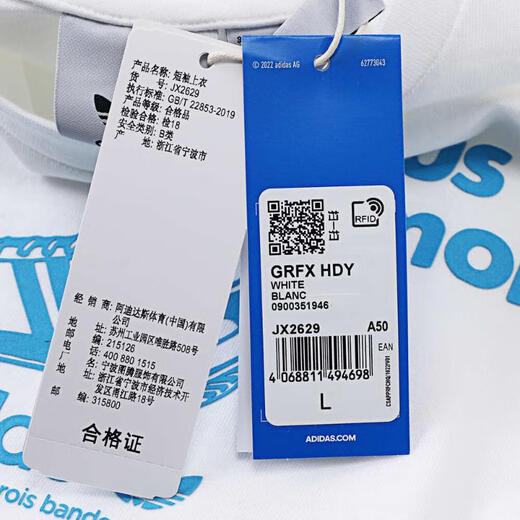 产品名称: 短袖上衣
货 号: JX2629
执行标准: GB/T 22853-2019
产品等级: 合格品
检验合格: 检18
安全类别: B类
产 地: 浙江省宁波市
经 销 商: 阿迪达斯体育(中国)有限
公司
地 址: 苏州工业园区唯胜路508号
邮 编: 215126
电 话: 400 880 1515
厂 名: 宁波图腾服饰有限公司
地 址: 浙江省宁波市经济技术开
发区甬江路18号
邮 编: 315800
合格证
© 2022 adidas AG
62773043
RFID
GRFX HDY
WHITE
BLANC
0900351946
JX2629 A50
EAN
4 068811 494698
L
ADIDAS.COM
rois bande